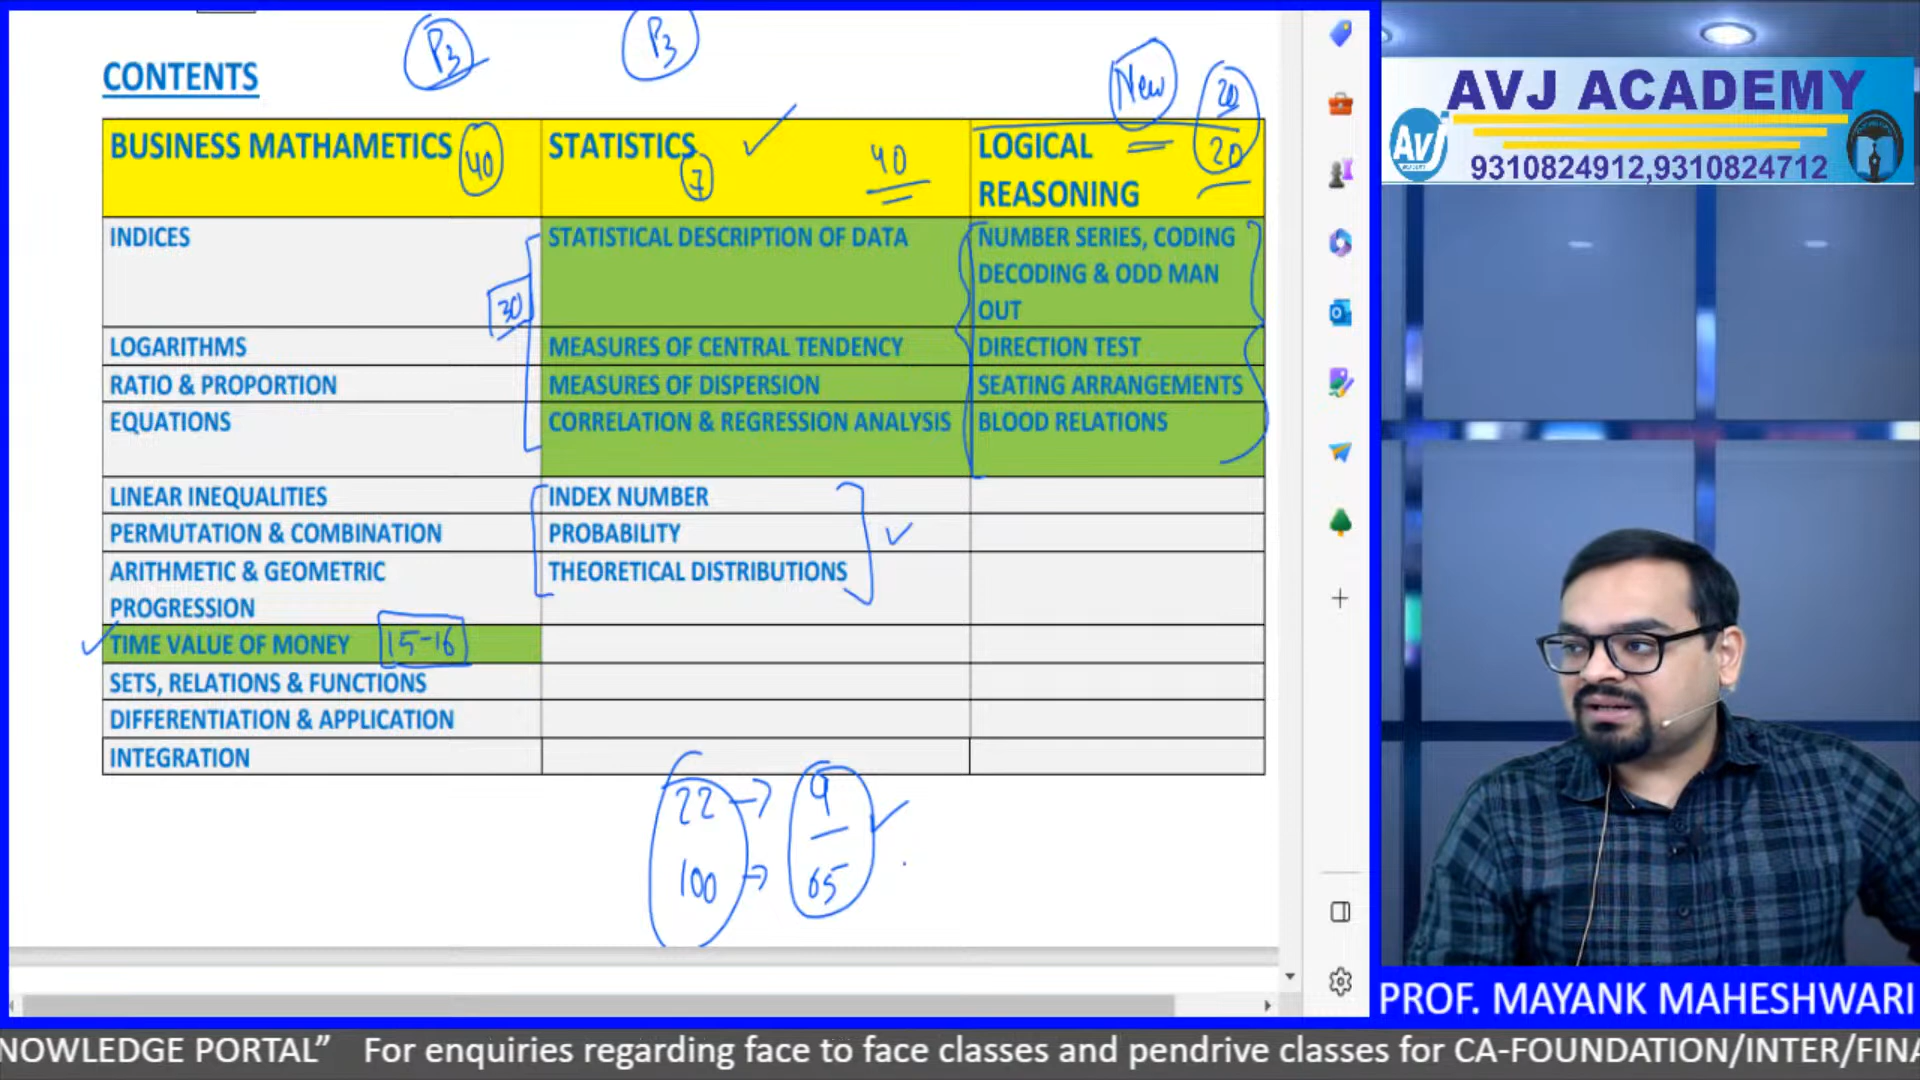 P3
P3
CONTENTS
New
20
BUSINESS MATHAMETICS
40
STATISTICS
7
40
LOGICAL
REASONING
20
INDICES
30
STATISTICAL DESCRIPTION OF DATA
NUMBER SERIES, CODING
DECODING & ODD MAN
OUT
LOGARITHMS
MEASURES OF CENTRAL TENDENCY
DIRECTION TEST
RATIO & PROPORTION
MEASURES OF DISPERSION
SEATING ARRANGEMENTS
EQUATIONS
CORRELATION & REGRESSION ANALYSIS
BLOOD RELATIONS
LINEAR INEQUALITIES
INDEX NUMBER
PERMUTATION & COMBINATION
PROBABILITY
ARITHMETIC & GEOMETRIC
PROGRESSION
THEORETICAL DISTRIBUTIONS
TIME VALUE OF MONEY
15-16
SETS, RELATIONS & FUNCTIONS
DIFFERENTIATION & APPLICATION
INTEGRATION
22 → 9
100 → 65
AVJ ACADEMY
AVJ
9310824912,9310824712
PROF. MAYANK MAHESHWARI
NOWLEDGE PORTAL” For enquiries regarding face to face classes and pendrive classes for CA-FOUNDATION/INTER/FINA